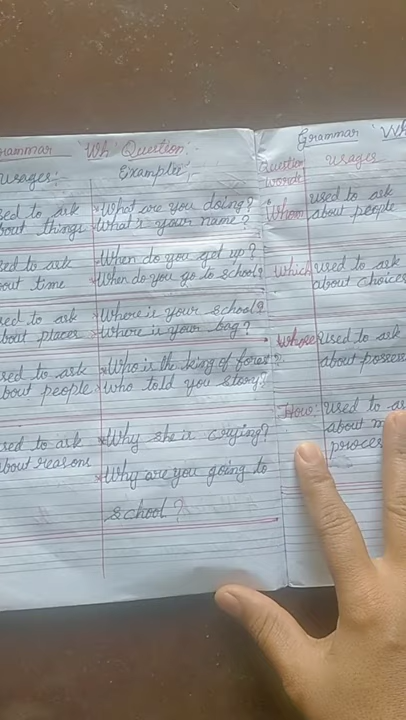 Grammar 'Wh' Question:-
Usages: Examples;
used to ask about things
What are you doing?
What's your name?
used to ask about time
When do you get up?
When do you go to school?
used to ask about places
Where is your school?
Where is your bag?
used to ask about people
Who is the king of forest
Who told you story?
used to ask about reasons
Why she is crying?
Why are you going to
school?
Grammar 'Wh
Question Words
Usages
Whom used to ask
about people
Which used to ask
about choices
Whose used to ask
about
How: used to
about